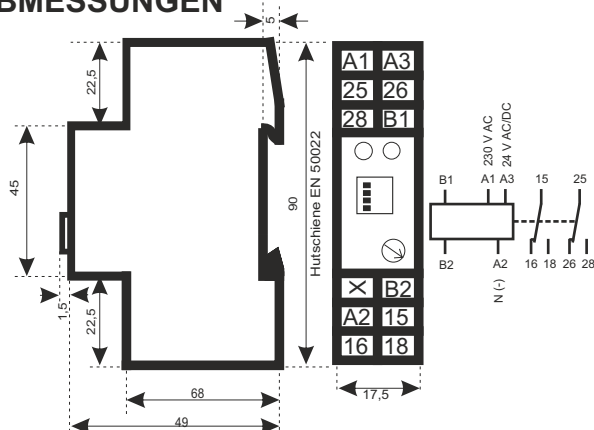 BMESSUNGEN
5
22,5
45
1,5
22,5
68
49
90
Hutschiene EN 50022
A1 A3
25 26
28 B1
X B2
A2 15
16 18
17,5
230 V AC
24 V AC/DC
B1 A1 A3 15 25
B2 A2 16 18 26 28
N (-)